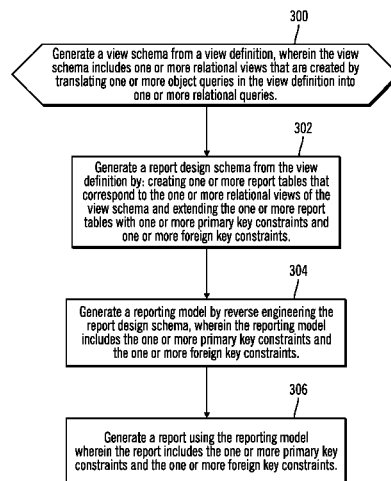 300
Generate a view schema from a view definition, wherein the view
schema includes one or more relational views that are created by
translating one or more object queries in the view definition into
one or more relational queries.
302
Generate a report design schema from the view
definition by: creating one or more report tables that
correspond to the one or more relational views of the
view schema and extending the one or more report
tables with one or more primary key constraints and
one or more foreign key constraints.
304
Generate a reporting model by reverse engineering the
report design schema, wherein the reporting model
includes the one or more primary key constraints and
the one or more foreign key constraints.
306
Generate a report using the reporting model
wherein the report includes the one or more primary key
constraints and the one or more foreign key constraints.